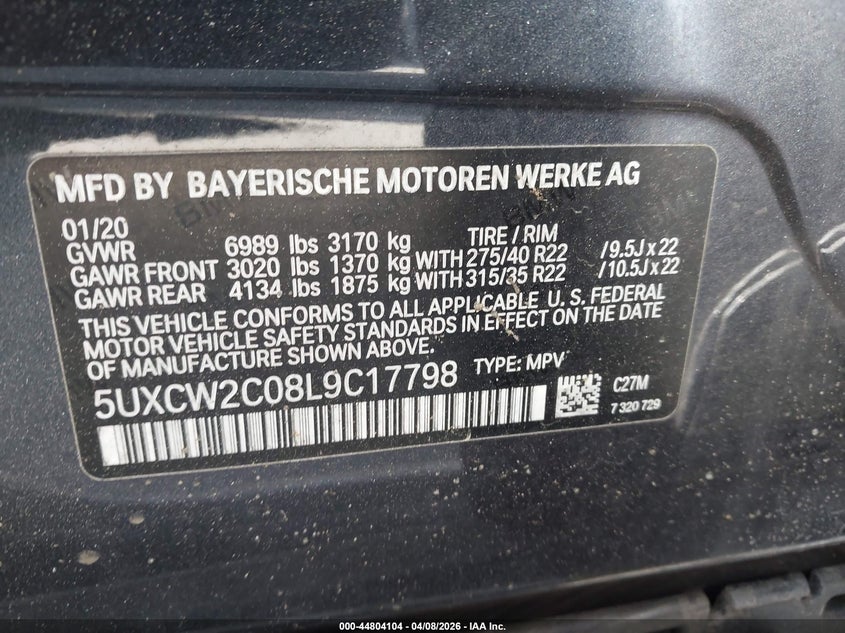 MFD BY BAYERISCHE MOTOREN WERKE AG
01/20 TIRE / RIM
GVWR 6989 lbs 3170 kg
GAWR FRONT 3020 lbs 1370 kg WITH 275/40 R22 /9.5J x 22
GAWR REAR 4134 lbs 1875 kg WITH 315/35 R22 /10.5J x 22
THIS VEHICLE CONFORMS TO ALL APPLICABLE U. S. FEDERAL
MOTOR VEHICLE SAFETY STANDARDS IN EFFECT ON THE DATE
OF MANUFACTURE SHOWN ABOVE.
5UXCW2C08L9C17798 TYPE: MPV
C27M
7 320 729
000-44804104 - 04/08/2026 - IAA Inc.